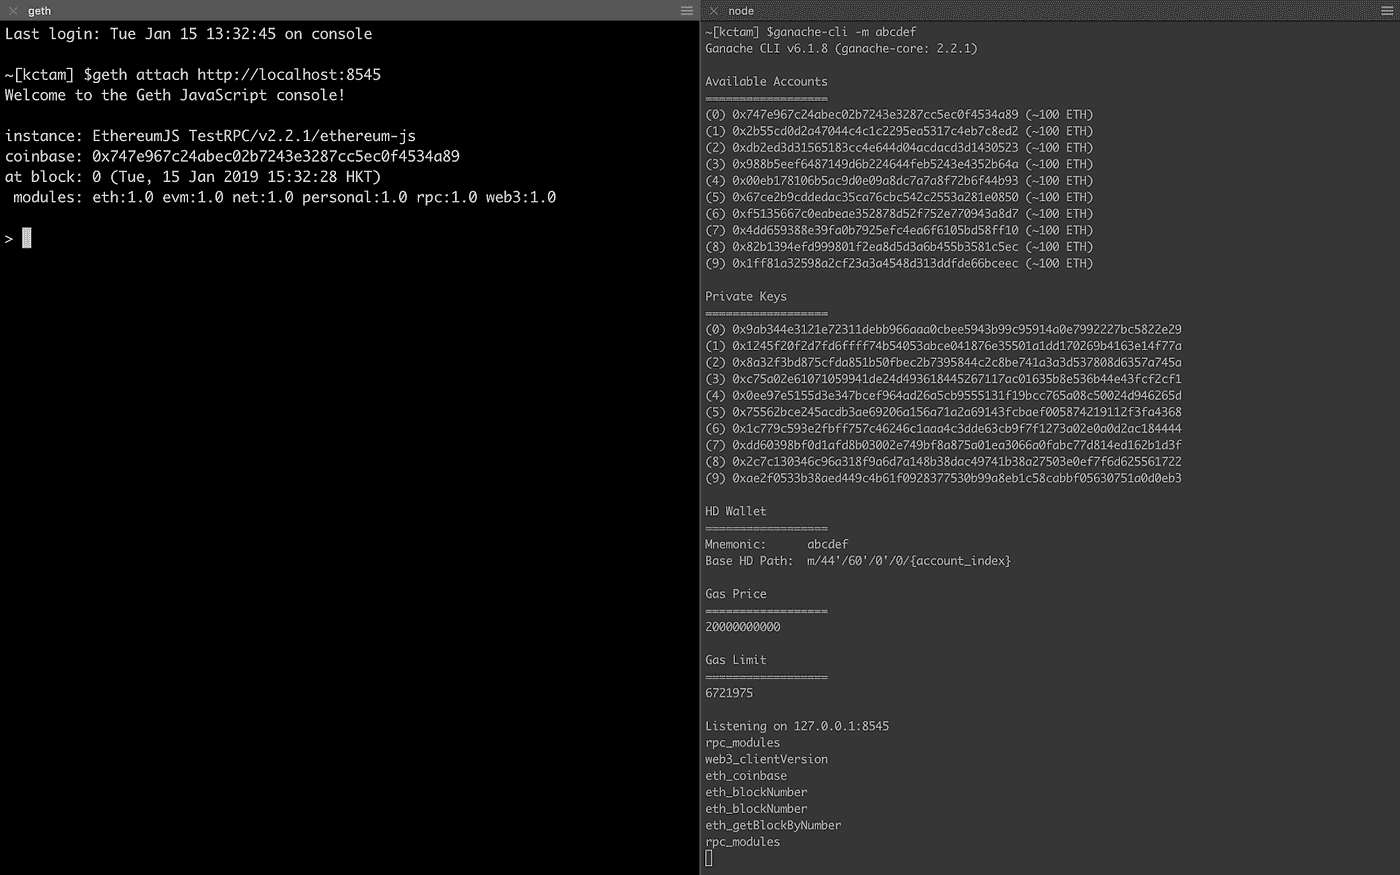 geth
Last login: Tue Jan 15 13:32:45 on console
~[kctam] $geth attach http://localhost:8545
Welcome to the Geth JavaScript console!
instance: EthereumJS TestRPC/v2.2.1/ethereum-js
coinbase: 0x747e967c24abec02b7243e3287cc5ec0f4534a89
at block: 0 (Tue, 15 Jan 2019 15:32:28 HKT)
modules: eth:1.0 evm:1.0 net:1.0 personal:1.0 rpc:1.0 web3:1.0
>
node
~[kctam] $ganache-cli -m abcdef
Ganache CLI v6.1.8 (ganache-core: 2.2.1)
Available Accounts
==================
(0) 0x747e967c24abec02b7243e3287cc5ec0f4534a89 (~100 ETH)
(1) 0x2b55cd0d2a47044c4c1c2295ea5317c4eb7c8ed2 (~100 ETH)
(2) 0xdb2ed3d31565183cc4e644d04acdacd3d1430523 (~100 ETH)
(3) 0x988b5eef6487149d6b224644feb5243e4352b64a (~100 ETH)
(4) 0x00eb178106b5ac9d0e09a8dc7a7a8f72b6f44b93 (~100 ETH)
(5) 0x67ce2b9cddedac35ca76cbc542c2553a281e0850 (~100 ETH)
(6) 0xf5135667c0eabeae352878d52f752e770943a8d7 (~100 ETH)
(7) 0x4dd659388e39fa0b7925efc4ea6f6105bd58ff10 (~100 ETH)
(8) 0x82b1394efd999801f2ea8d5d3a6b455b3581c5ec (~100 ETH)
(9) 0x1ff81a32598a2cf23a3a4548d313ddfde66bceec (~100 ETH)
Private Keys
==================
(0) 0x9ab344e3121e72311debb966aaa0cbee5943b99c95914a0e7992227bc5822e29
(1) 0x1245f20f2d7fd6ffff74b54053abce041876e35501a1dd170269b4163e14f77a
(2) 0x8a32f3bd875cfda851b50fbec2b7395844c2c8be741a3a3d537808d6357a745a
(3) 0xc75a02e61071059941de24d493618445267117ac01635b8e536b44e43fcf2cf1
(4) 0x0ee97e5155d3e347bcef964ad26a5cb9555131f19bcc765a08c50024d946265d
(5) 0x75562bce245acdb3ae69206a156a71a2a69143fcbaef005874219112f3fa4368
(6) 0x1c779c593e2fbff757c46246c1aaa4c3dde63cb9f7f1273a02e0a0d2ac184444
(7) 0xdd60398bf0d1afd8b03002e749bf8a875a01ea3066a0fabc77d814ed162b1d3f
(8) 0x2c7c130346c96a318f9a6d7a148b38dac49741b38a27503e0ef7f6d625561722
(9) 0xae2f0533b38aed449c4b61f0928377530b99a8eb1c58cabbf05630751a0d0eb3
HD Wallet
==================
Mnemonic:      abcdef
Base HD Path:  m/44'/60'/0'/0/{account_index}
Gas Price
==================
20000000000
Gas Limit
==================
6721975
Listening on 127.0.0.1:8545
rpc_modules
web3_clientVersion
eth_coinbase
eth_blockNumber
eth_blockNumber
eth_getBlockByNumber
rpc_modules